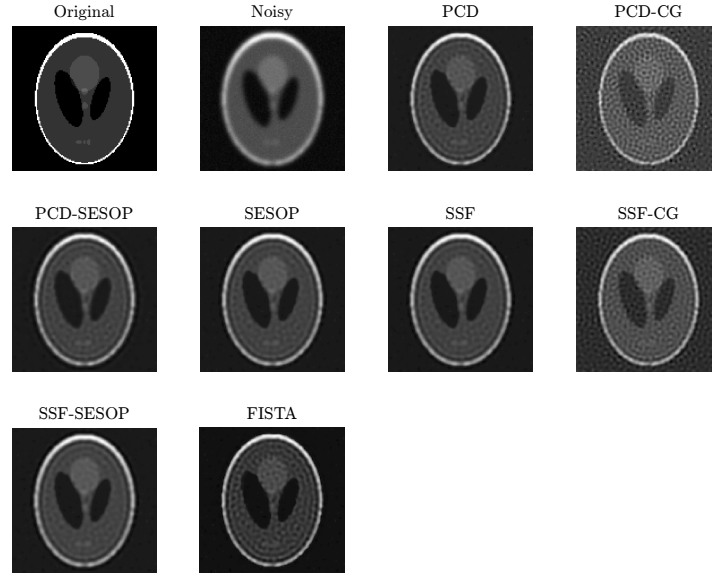 Original Noisy PCD PCD-CG
PCD-SESOP SESOP SSF SSF-CG
SSF-SESOP FISTA